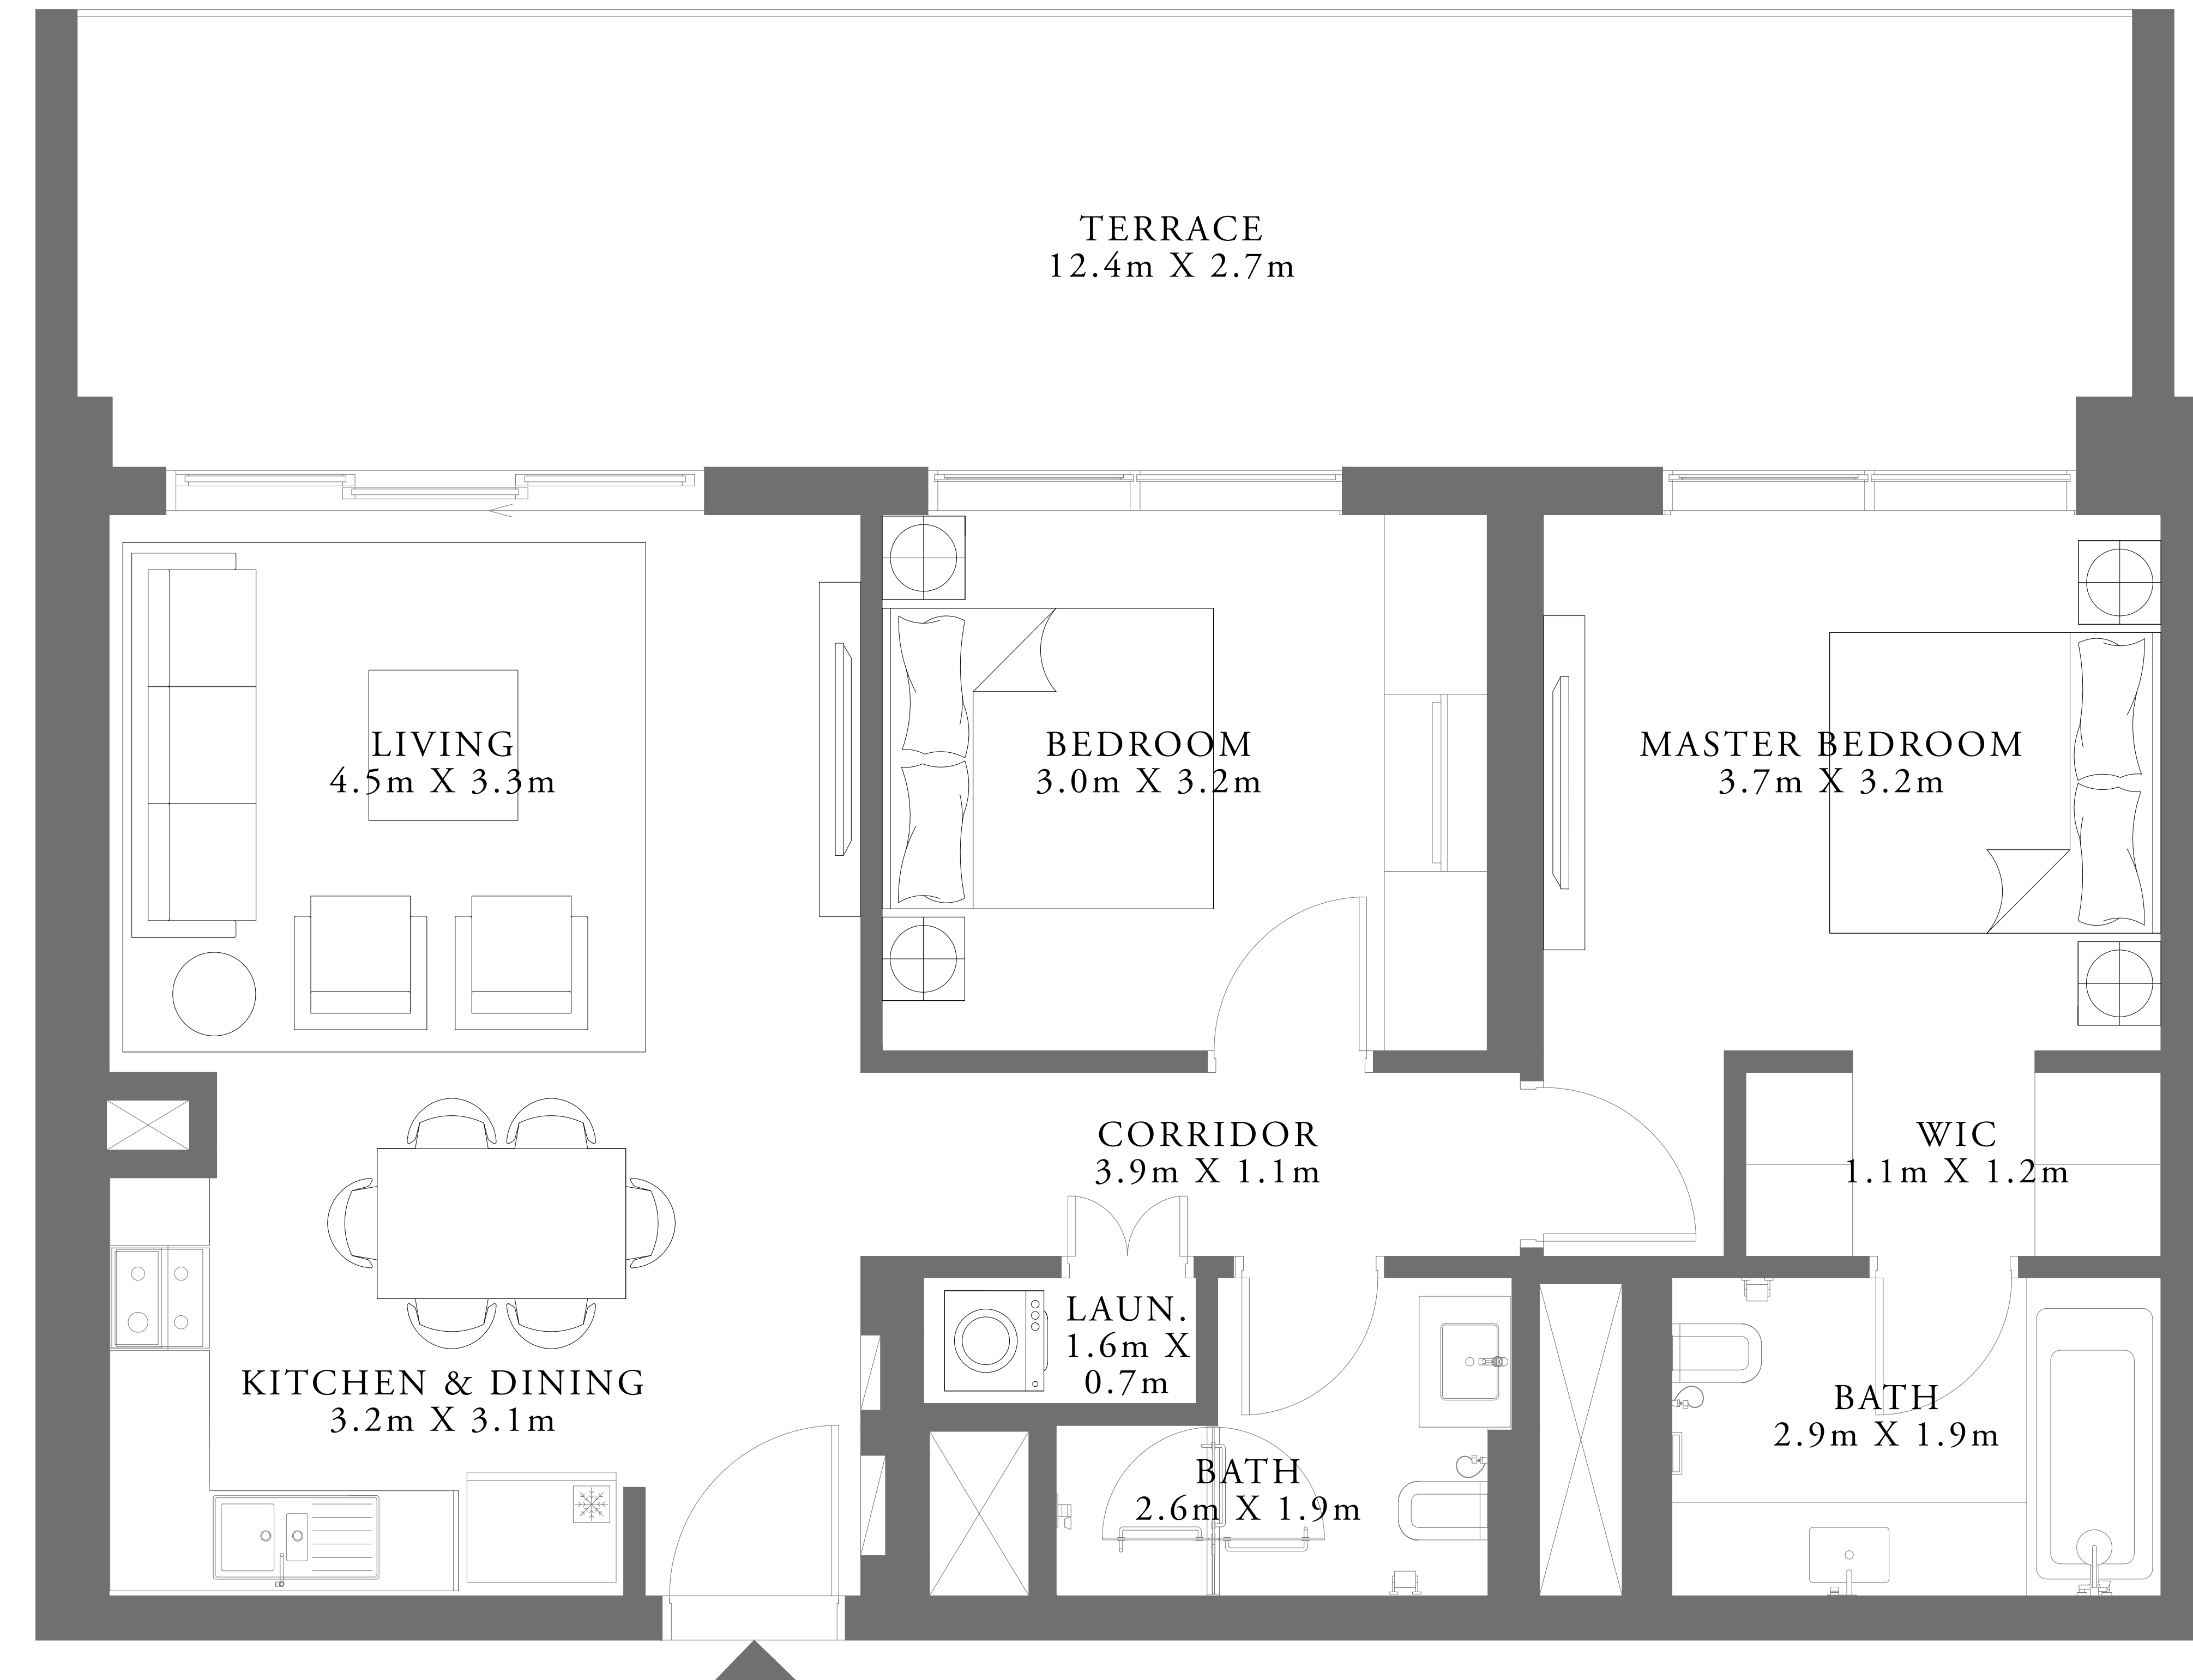 TERRACE
12.4m X 2.7m
LIVING
4.5m X 3.3m
BEDROOM
3.0m X 3.2m
MASTER BEDROOM
3.7m X 3.2m
CORRIDOR
3.9m X 1.1m
WIC
1.1m X 1.2m
LAUN.
1.6m X
0.7m
KITCHEN & DINING
3.2m X 3.1m
BATH
2.9m X 1.9m
BATH
2.6m X 1.9m